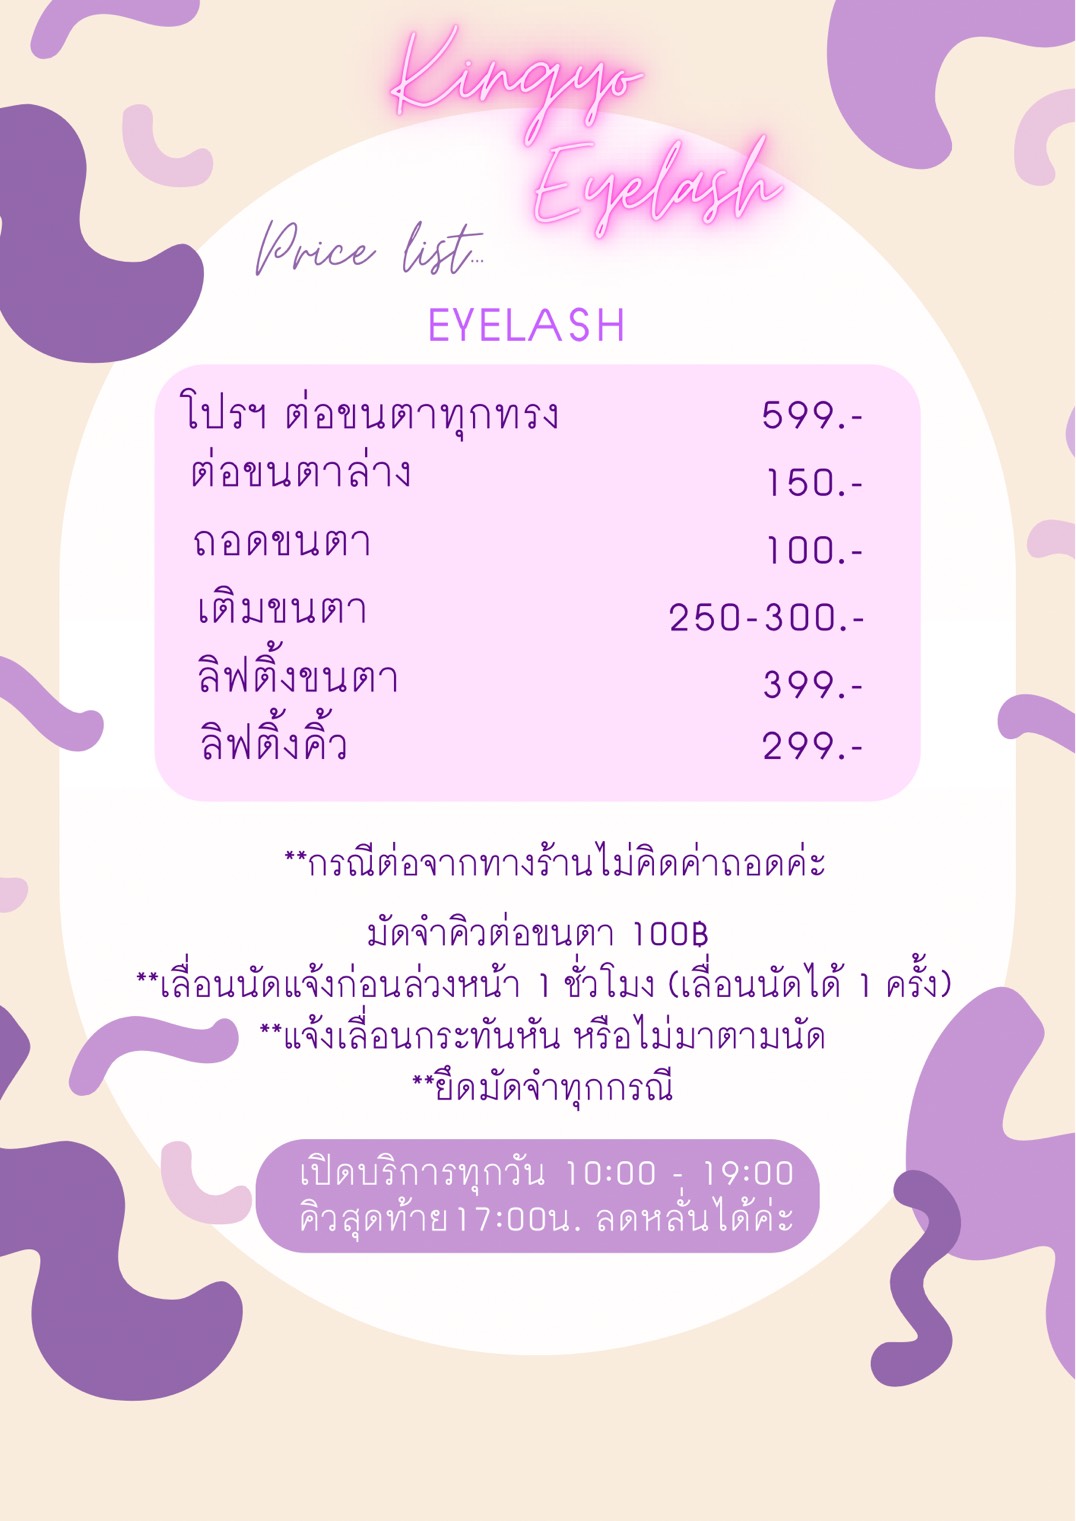 Kingyo
Eyelash
Price list...
EYELASH
โปรฯ ต่อขนตาทุกทรง 599.-
ต่อขนตาล่าง 150.-
ถอดขนตา 100.-
เติมขนตา 250-300.-
ลิฟติ้งขนตา 399.-
ลิฟติ้งคิ้ว 299.-
**กรณีต่อจากทางร้านไม่คิดค่าถอดค่ะ
มัดจำคิวต่อขนตา 100฿
**เลื่อนนัดแจ้งก่อนล่วงหน้า 1 ชั่วโมง (เลื่อนนัดได้ 1 ครั้ง)
**แจ้งเลื่อนกระทันหัน หรือไม่มาตามนัด
**ยึดมัดจำทุกกรณี
เปิดบริการทุกวัน 10:00 - 19:00
คิวสุดท้าย17:00น. ลดหลั่นได้ค่ะ